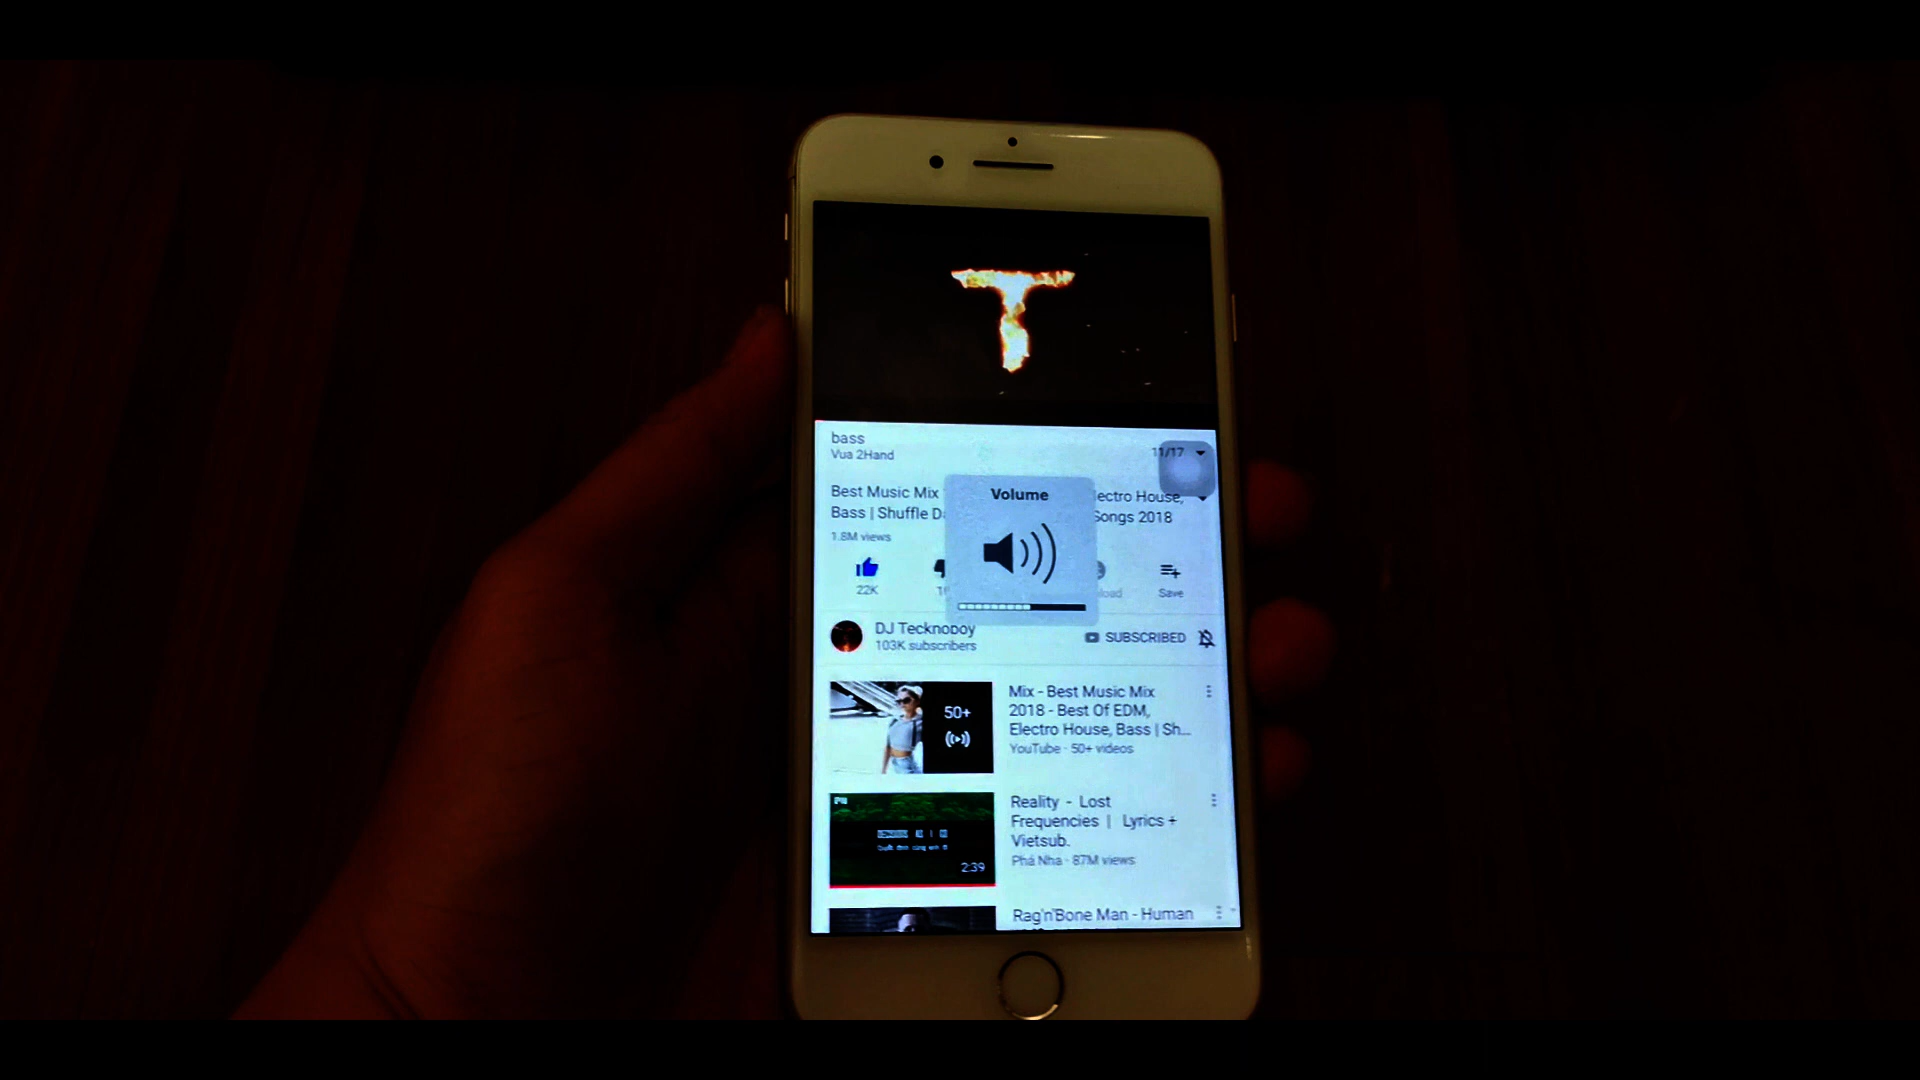 T
bass
Vua 2Hand
11/17
Best Music Mix
lectro House,
Bass | Shuffle D
Songs 2018
1.8M views
Volume
22K
Save
DJ Tecknoboy
103K subscribers
SUBSCRIBED
50+
Mix - Best Music Mix
2018 - Best Of EDM,
Electro House, Bass | Sh...
YouTube · 50+ videos
2:39
Reality - Lost
Frequencies | Lyrics +
Vietsub.
Phá Nha · 87M views
Rag'n'Bone Man - Human